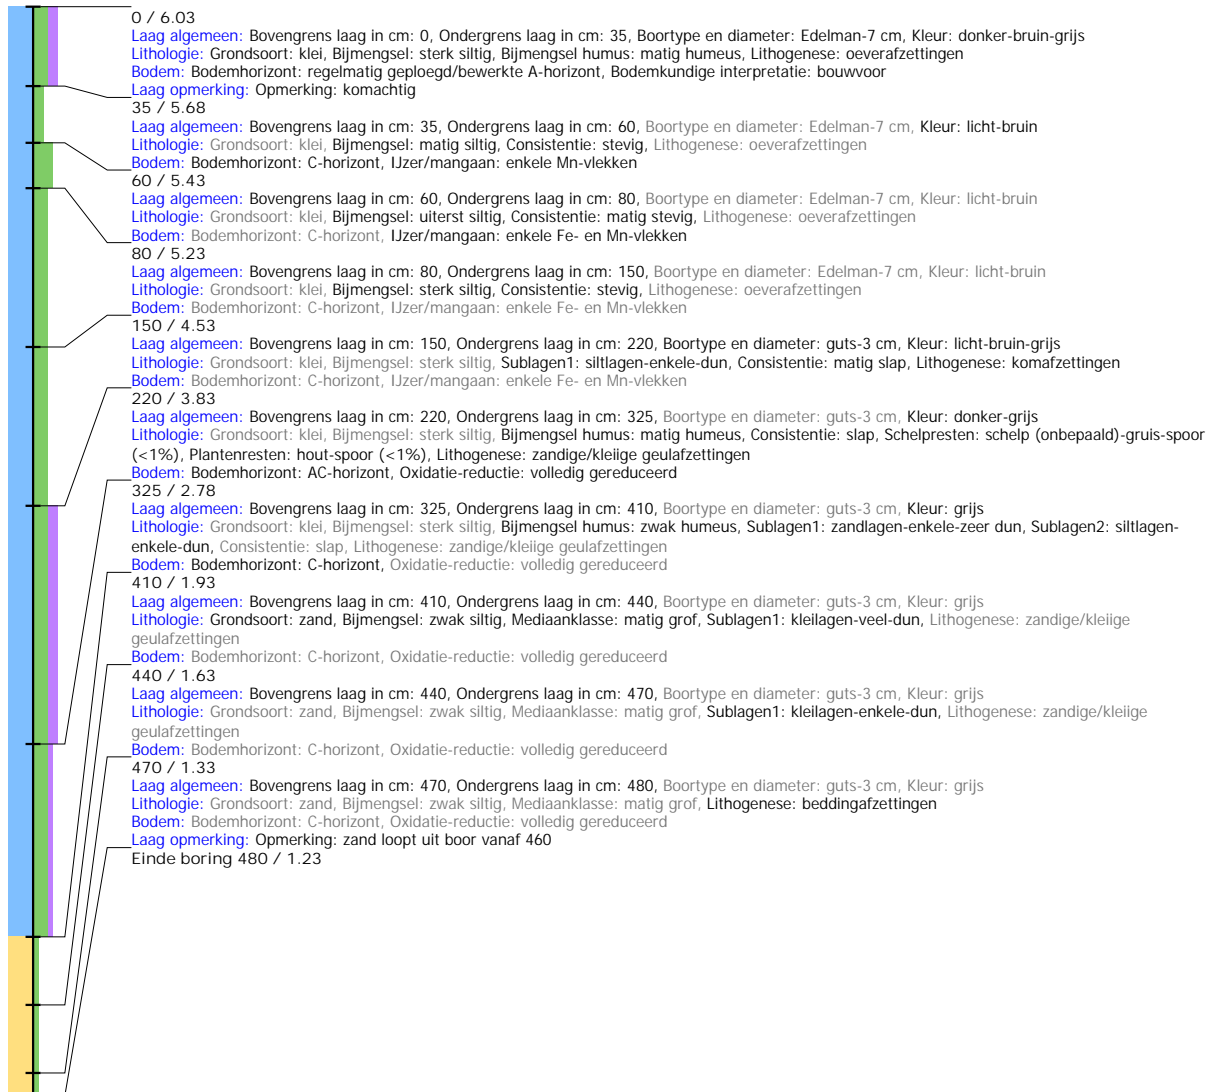 0 / 6.03
Laag algemeen: Bovengrens laag in cm: 0, Ondergrens laag in cm: 35, Boortype en diameter: Edelman-7 cm, Kleur: donker-bruin-grijs
Lithologie: Grondsoort: klei, Bijmengsel: sterk siltig, Bijmengsel humus: matig humeus, Lithogenese: oeverafzettingen
Bodem: Bodemhorizont: regelmatig geploegd/bewerkte A-horizont, Bodemkundige interpretatie: bouwvoor
Laag opmerking: Opmerking: komachtig
35 / 5.68
Laag algemeen: Bovengrens laag in cm: 35, Ondergrens laag in cm: 60, Boortype en diameter: Edelman-7 cm, Kleur: licht-bruin
Lithologie: Grondsoort: klei, Bijmengsel: matig siltig, Consistentie: stevig, Lithogenese: oeverafzettingen
Bodem: Bodemhorizont: C-horizont, IJzer/mangaan: enkele Mn-vlekken
60 / 5.43
Laag algemeen: Bovengrens laag in cm: 60, Ondergrens laag in cm: 80, Boortype en diameter: Edelman-7 cm, Kleur: licht-bruin
Lithologie: Grondsoort: klei, Bijmengsel: uiterst siltig, Consistentie: matig stevig, Lithogenese: oeverafzettingen
Bodem: Bodemhorizont: C-horizont, IJzer/mangaan: enkele Fe- en Mn-vlekken
80 / 5.23
Laag algemeen: Bovengrens laag in cm: 80, Ondergrens laag in cm: 150, Boortype en diameter: Edelman-7 cm, Kleur: licht-bruin
Lithologie: Grondsoort: klei, Bijmengsel: sterk siltig, Consistentie: stevig, Lithogenese: oeverafzettingen
Bodem: Bodemhorizont: C-horizont, IJzer/mangaan: enkele Fe- en Mn-vlekken
150 / 4.53
Laag algemeen: Bovengrens laag in cm: 150, Ondergrens laag in cm: 220, Boortype en diameter: guts-3 cm, Kleur: licht-bruin-grijs
Lithologie: Grondsoort: klei, Bijmengsel: sterk siltig, Sublagen1: siltlagen-enkele-dun, Consistentie: matig slap, Lithogenese: komafzettingen
Bodem: Bodemhorizont: C-horizont, IJzer/mangaan: enkele Fe- en Mn-vlekken
220 / 3.83
Laag algemeen: Bovengrens laag in cm: 220, Ondergrens laag in cm: 325, Boortype en diameter: guts-3 cm, Kleur: donker-grijs
Lithologie: Grondsoort: klei, Bijmengsel: sterk siltig, Bijmengsel humus: matig humeus, Consistentie: slap, Schelpresten: schelp (onbepaald)-gruis-spoor
(<1%), Plantenresten: hout-spoor (<1%), Lithogenese: zandige/kleiige geulafzettingen
Bodem: Bodemhorizont: AC-horizont, Oxidatie-reductie: volledig gereduceerd
325 / 2.78
Laag algemeen: Bovengrens laag in cm: 325, Ondergrens laag in cm: 410, Boortype en diameter: guts-3 cm, Kleur: grijs
Lithologie: Grondsoort: klei, Bijmengsel: sterk siltig, Bijmengsel humus: zwak humeus, Sublagen1: zandlagen-enkele-zeer dun, Sublagen2: siltlagen-
enkele-dun, Consistentie: slap, Lithogenese: zandige/kleiige geulafzettingen
Bodem: Bodemhorizont: C-horizont, Oxidatie-reductie: volledig gereduceerd
410 / 1.93
Laag algemeen: Bovengrens laag in cm: 410, Ondergrens laag in cm: 440, Boortype en diameter: guts-3 cm, Kleur: grijs
Lithologie: Grondsoort: zand, Bijmengsel: zwak siltig, Mediaanklasse: matig grof, Sublagen1: kleilagen-veel-dun, Lithogenese: zandige/kleiige
geulafzettingen
Bodem: Bodemhorizont: C-horizont, Oxidatie-reductie: volledig gereduceerd
440 / 1.63
Laag algemeen: Bovengrens laag in cm: 440, Ondergrens laag in cm: 470, Boortype en diameter: guts-3 cm, Kleur: grijs
Lithologie: Grondsoort: zand, Bijmengsel: zwak siltig, Mediaanklasse: matig grof, Sublagen1: kleilagen-enkele-dun, Lithogenese: zandige/kleiige
geulafzettingen
Bodem: Bodemhorizont: C-horizont, Oxidatie-reductie: volledig gereduceerd
470 / 1.33
Laag algemeen: Bovengrens laag in cm: 470, Ondergrens laag in cm: 480, Boortype en diameter: guts-3 cm, Kleur: grijs
Lithologie: Grondsoort: zand, Bijmengsel: zwak siltig, Mediaanklasse: matig grof, Lithogenese: beddingafzettingen
Bodem: Bodemhorizont: C-horizont, Oxidatie-reductie: volledig gereduceerd
Laag opmerking: Opmerking: zand loopt uit boor vanaf 460
Einde boring 480 / 1.23